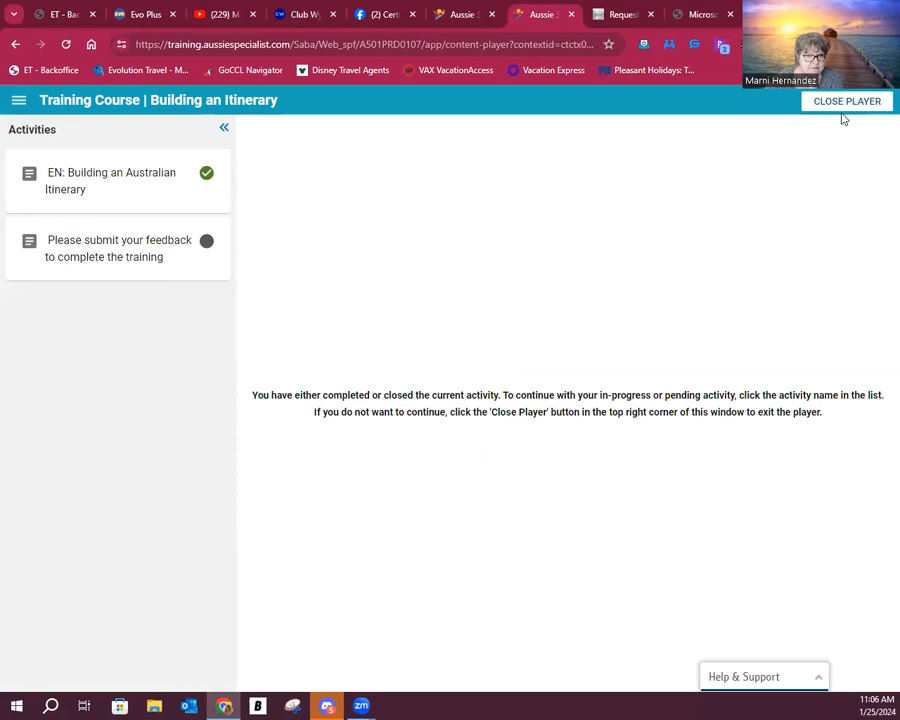 ET - Bac
Evo Plus
(229) M
Club W
(2) Cert
Aussie S
Aussie S
Request
Microso
https://training.aussiespecialist.com/Saba/Web_spf/A501PRD0107/app/content-player?contextid=ctctx0...
3
ET - Backoffice
Evolution Travel - M...
GoCCL Navigator
Disney Travel Agents
VAX VacationAccess
Vacation Express
Pleasant Holidays: T...
Marni Hernandez
Training Course | Building an Itinerary
CLOSE PLAYER
Activities
EN: Building an Australian
Itinerary
Please submit your feedback
to complete the training
You have either completed or closed the current activity. To continue with your in-progress or pending activity, click the activity name in the list.
If you do not want to continue, click the 'Close Player' button in the top right corner of this window to exit the player.
Help & Support
B
zm
11:06 AM
1/25/2024